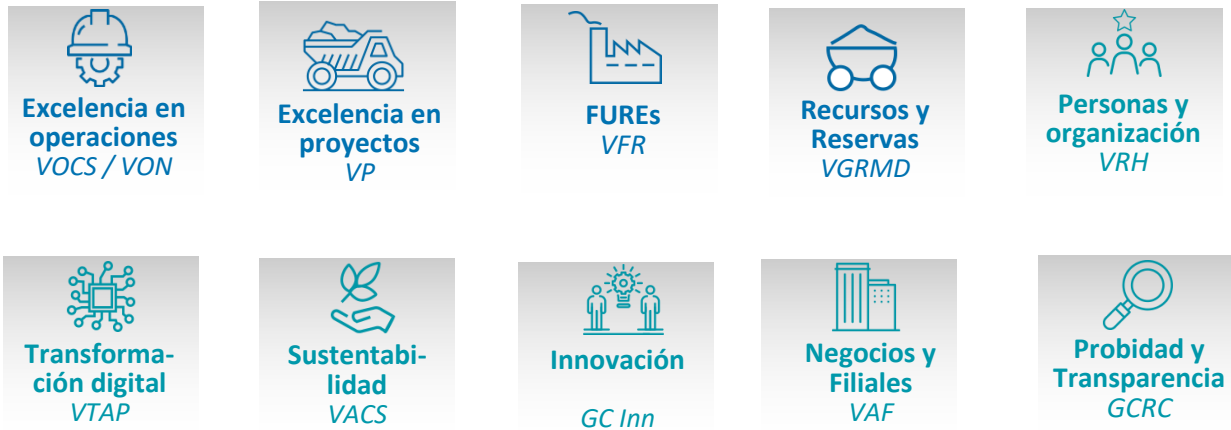 Excelencia en
operaciones
VOCS / VON
Excelencia en
proyectos
VP
FUREs
VFR
Recursos y
Reservas
VGRMD
Personas y
organización
VRH
Transforma-
ción digital
VTAP
Sustentabi-
lidad
VACS
Innovación
GC Inn
Negocios y
Filiales
VAF
Probidad y
Transparencia
GCRC